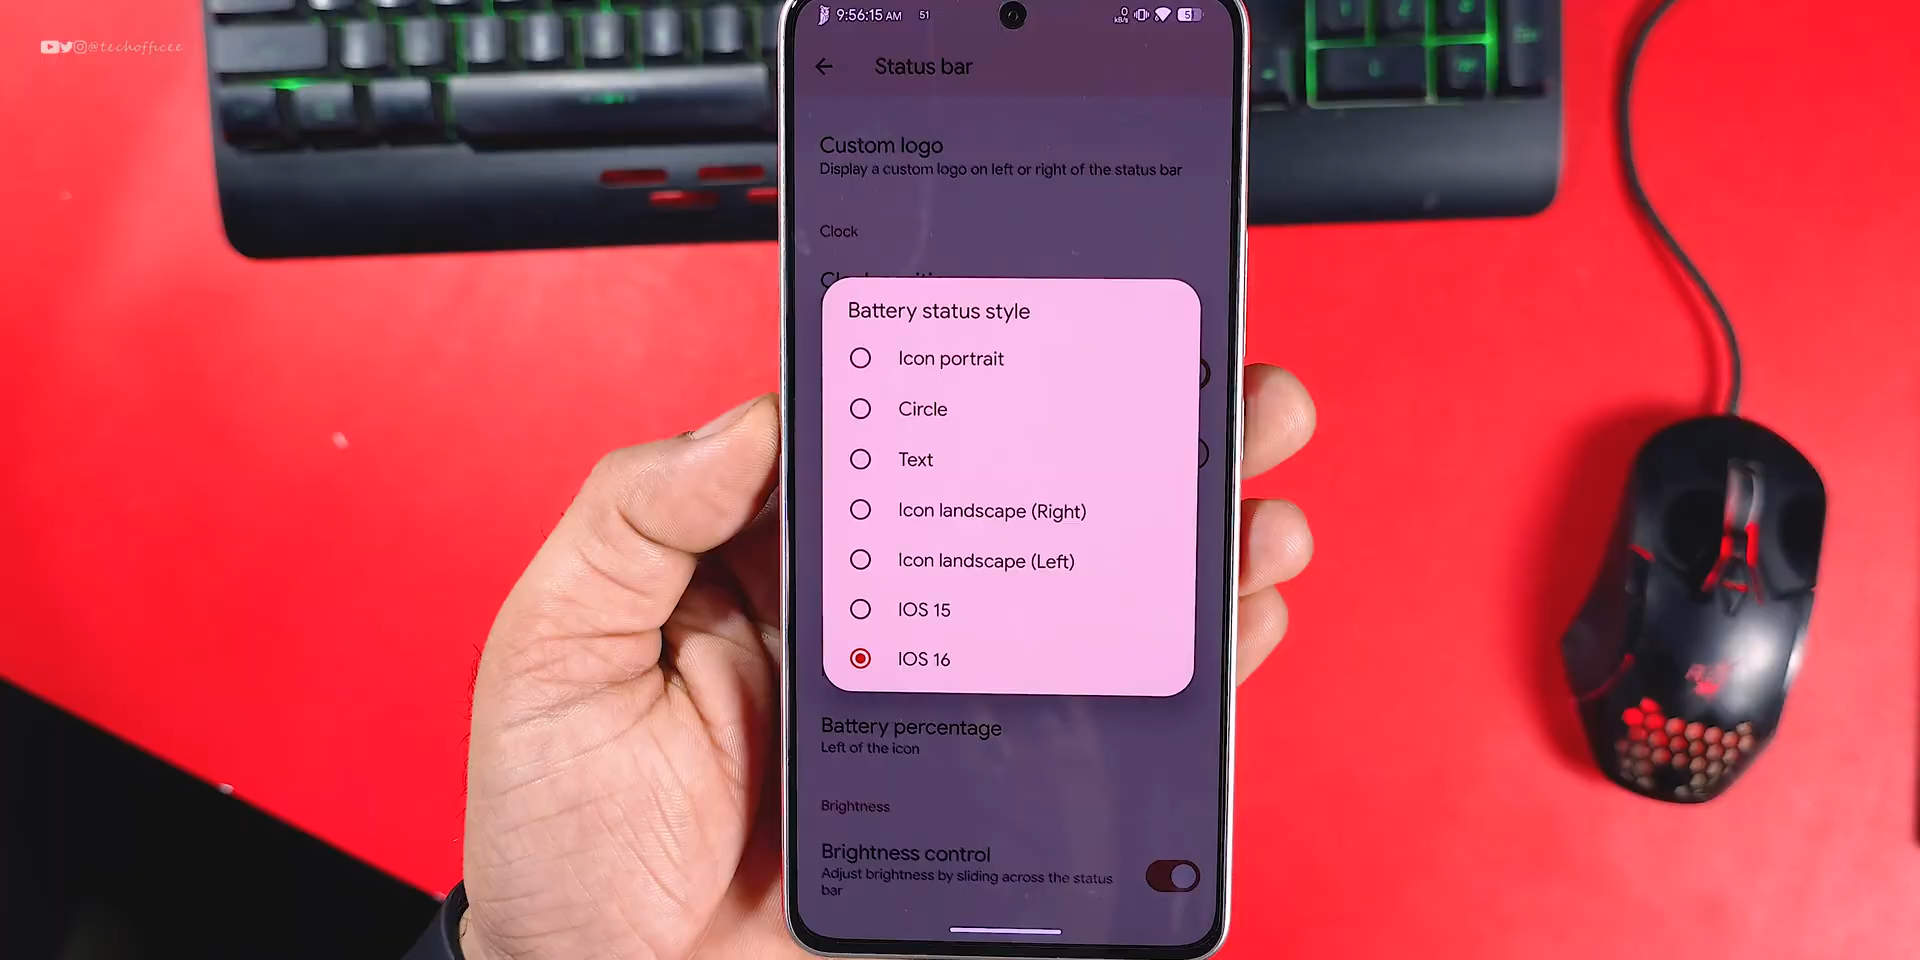 @techofficee
9:56:15 AM 51
0
kB/s
Status bar
Custom logo
Display a custom logo on left or right of the status bar
Clock
Battery status style
Icon portrait
Circle
Text
Icon landscape (Right)
Icon landscape (Left)
IOS 15
IOS 16
Battery percentage
Left of the icon
Brightness
Brightness control
Adjust brightness by sliding across the status
bar